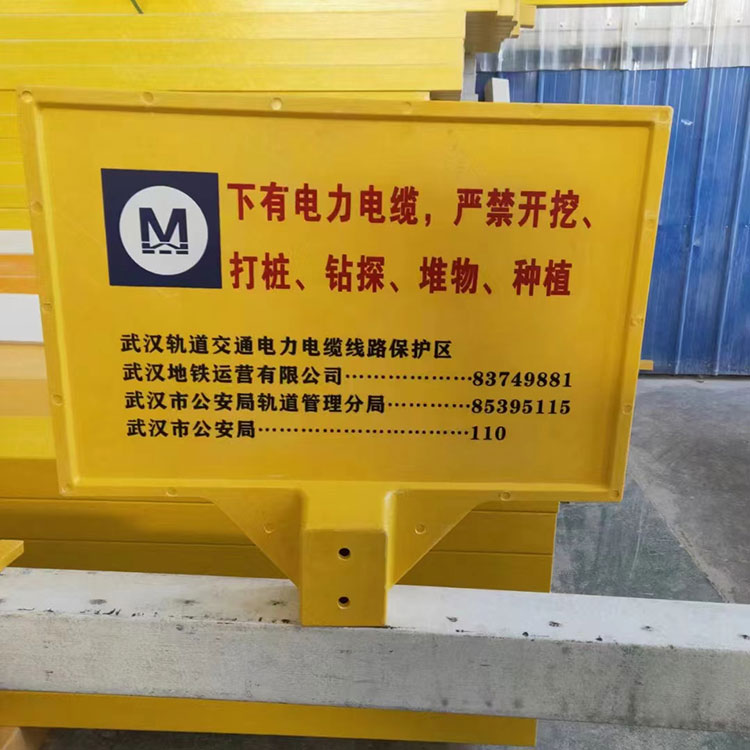 M
下有电力电缆，严禁开挖、
打桩、钻探、堆物、种植
武汉轨道交通电力电缆线路保护区
武汉地铁运营有限公司………………83749881
武汉市公安局轨道管理分局…………85395115
武汉市公安局…………………………110